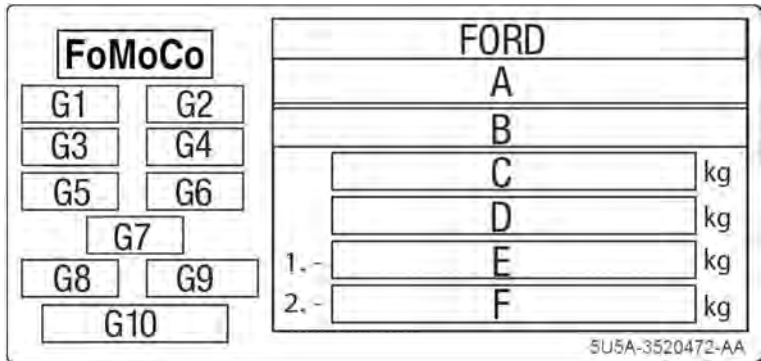 FoMoCo
G1 G2
G3 G4
G5 G6
G7
G8 G9
G10
FORD
A
B
C kg
D kg
1.- E kg
2.- F kg
5U5A-3520472-AA